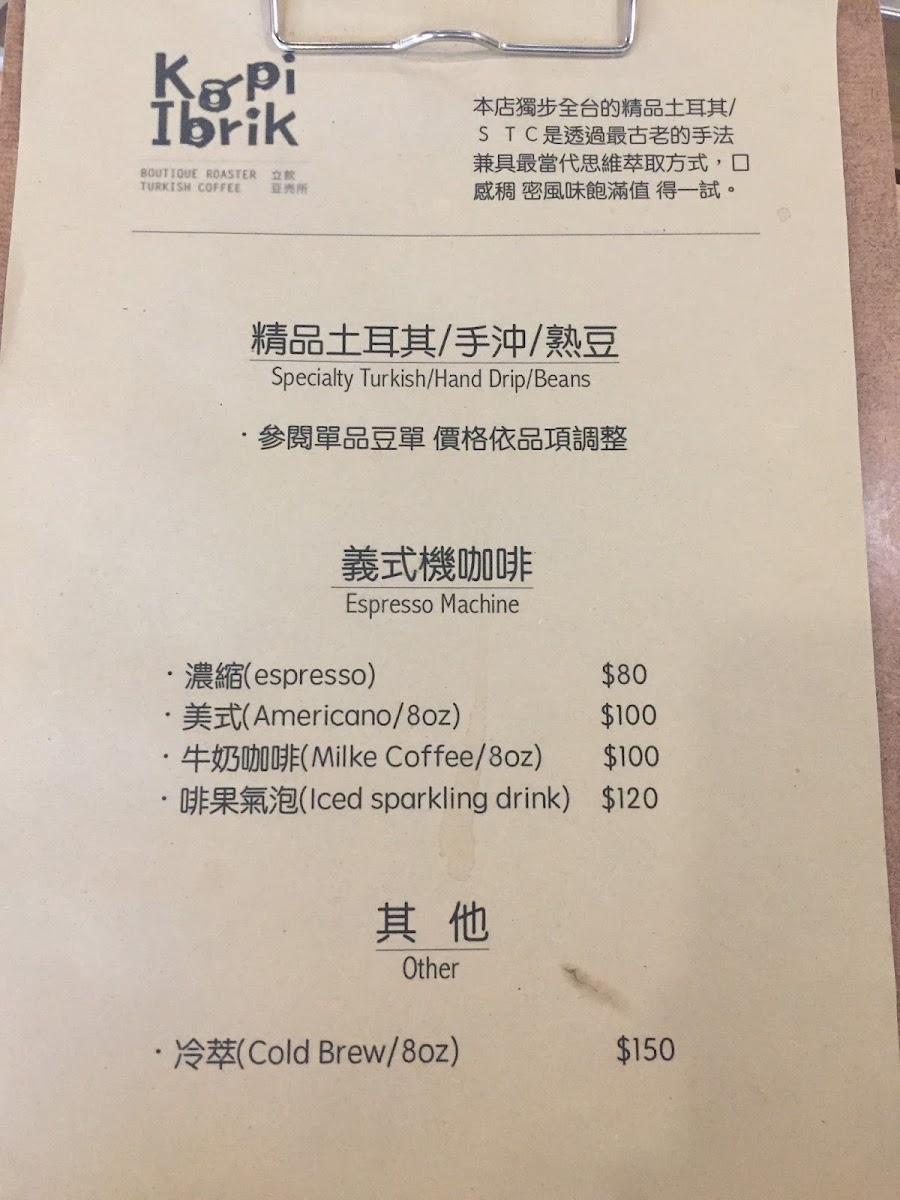 Kopi
Ibrik
BOUTIQUE ROASTER 立飲
TURKISH COFFEE 豆売所
本店獨步全台的精品土耳其/
S T C是透過最古老的手法
兼具最當代思維萃取方式，口
感稠 密風味飽滿值 得一試。
精品土耳其/手沖/熟豆
Specialty Turkish/Hand Drip/Beans
·參閱單品豆單 價格依品項調整
義式機咖啡
Espresso Machine
·濃縮(espresso) $80
·美式(Americano/8oz) $100
·牛奶咖啡(Milke Coffee/8oz) $100
·啡果氣泡(Iced sparkling drink) $120
其 他
Other
·冷萃(Cold Brew/8oz) $150